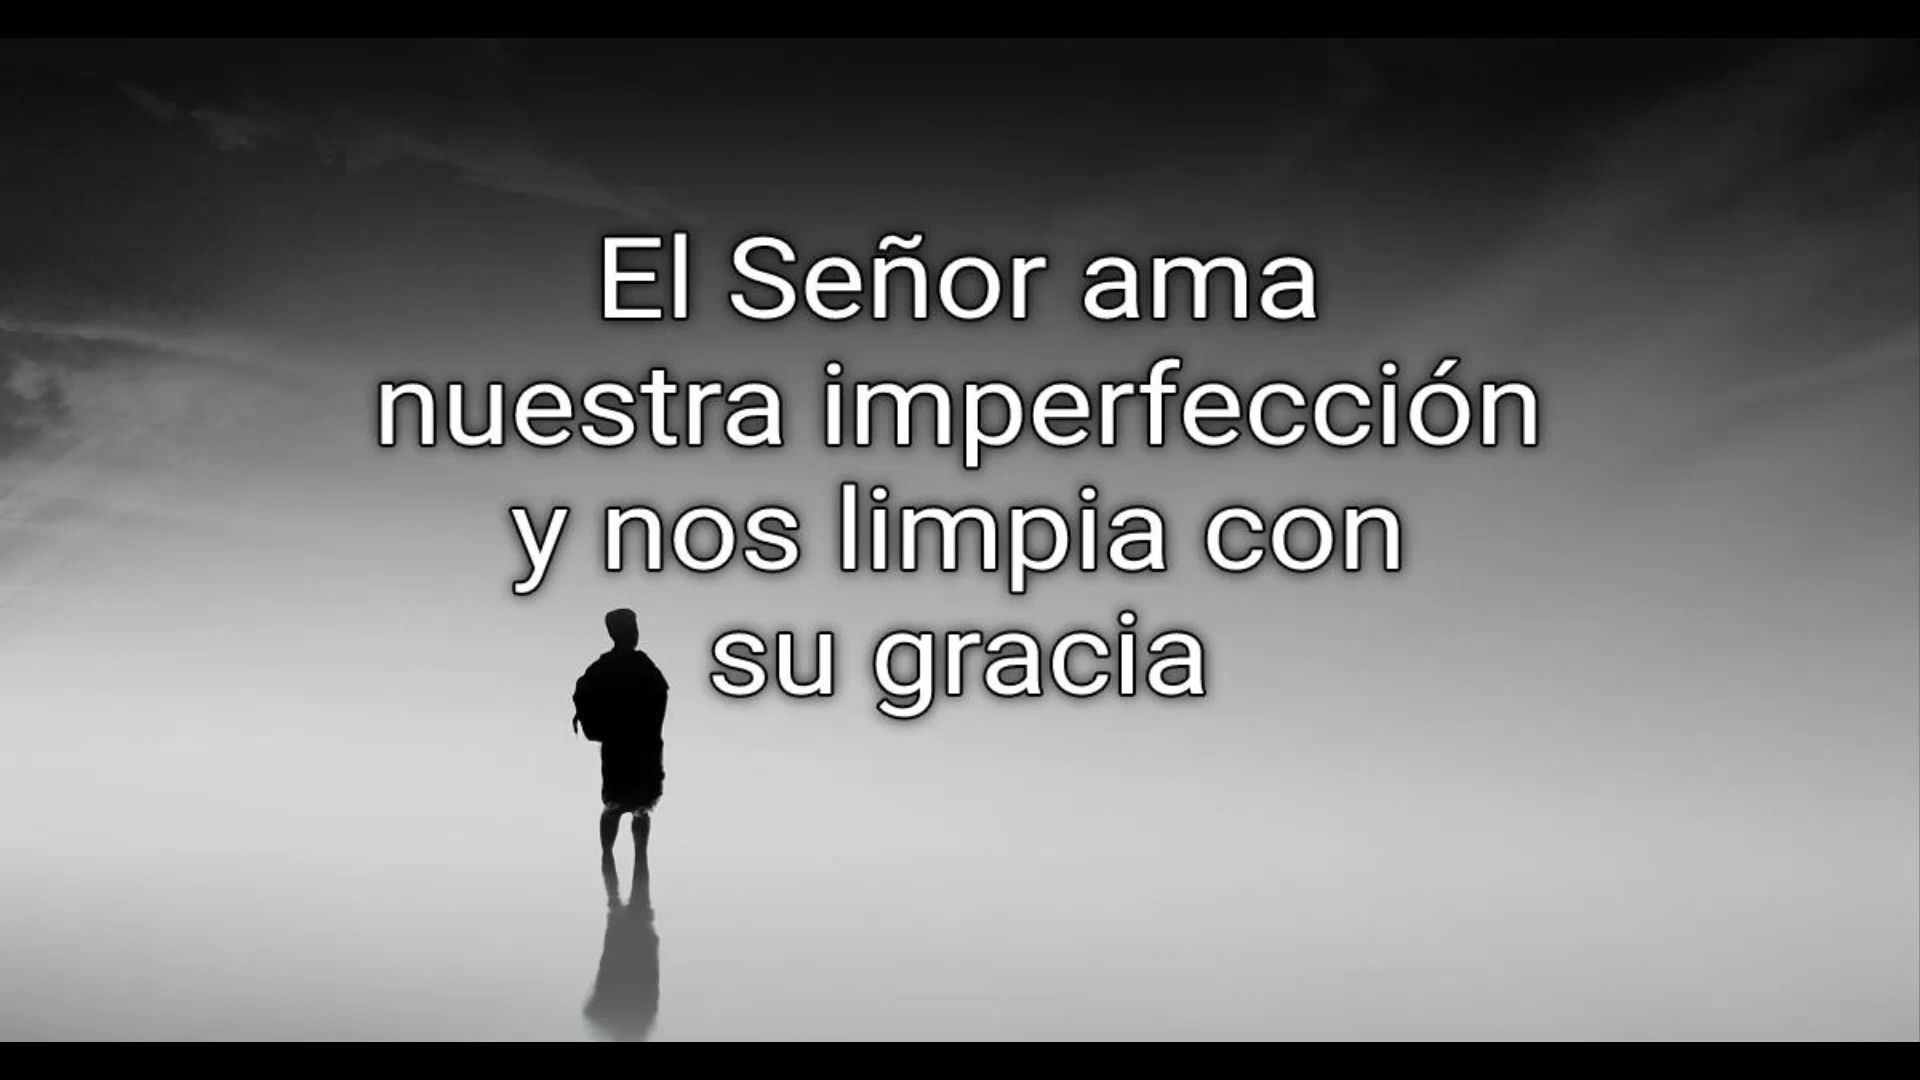 El Señor ama
nuestra imperfección
y nos limpia con
su gracia